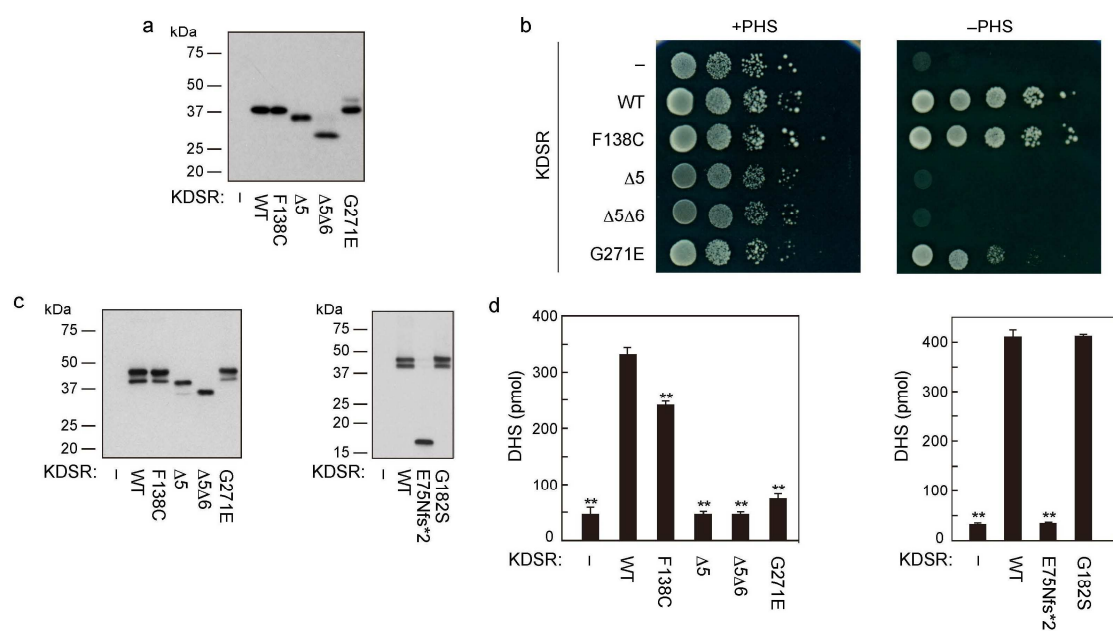 a
kDa
75
50
37
25
20
KDSR:
–
WT
F138C
Δ5
Δ5Δ6
G271E
b
+PHS
–PHS
KDSR
–
WT
F138C
Δ5
Δ5Δ6
G271E
c
kDa
75
50
37
25
20
KDSR:
–
WT
F138C
Δ5
Δ5Δ6
G271E
kDa
75
50
37
25
20
15
KDSR:
–
WT
E75Nfs*2
G182S
d
DHS (pmol)
400
300
200
100
0
**
**
**
**
**
KDSR:
–
WT
F138C
Δ5
Δ5Δ6
G271E
DHS (pmol)
400
300
200
100
50
0
**
**
KDSR:
–
WT
E75Nfs*2
G182S